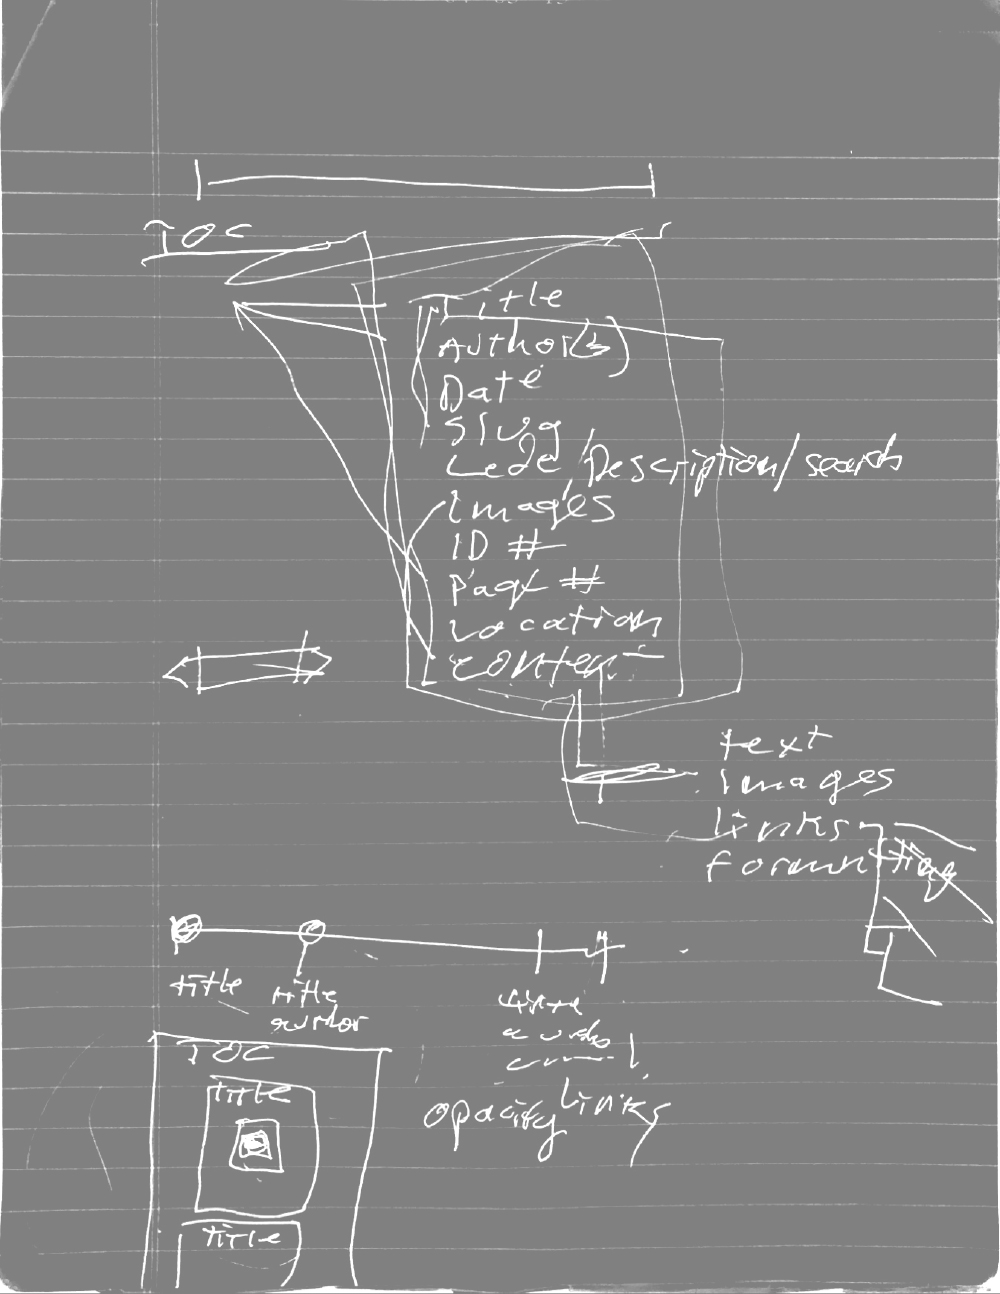 TOC
Title
Author(s)
Date
Slug
Lede/Description/search
Images
ID #
Page #
Location
Content
text
Images
links
formatting
title
title
author
title
links
opacity
TOC
title
title